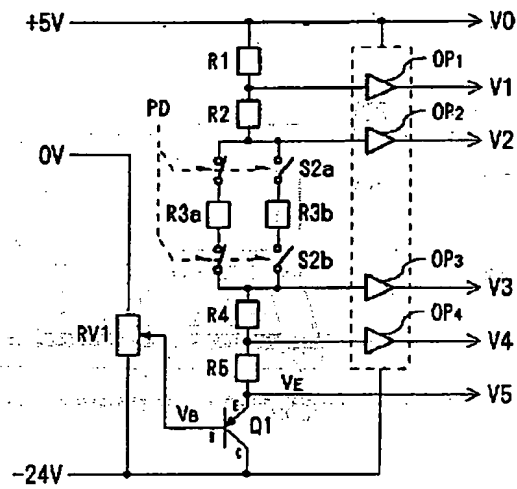 +5V
V0
R1
OP1
V1
PD
R2
OP2
V2
0V
S2a
R3a
R3b
S2b
OP3
V3
R4
OP4
RV1
V4
R5
VE
V5
VB
E
Q1
B
C
-24V